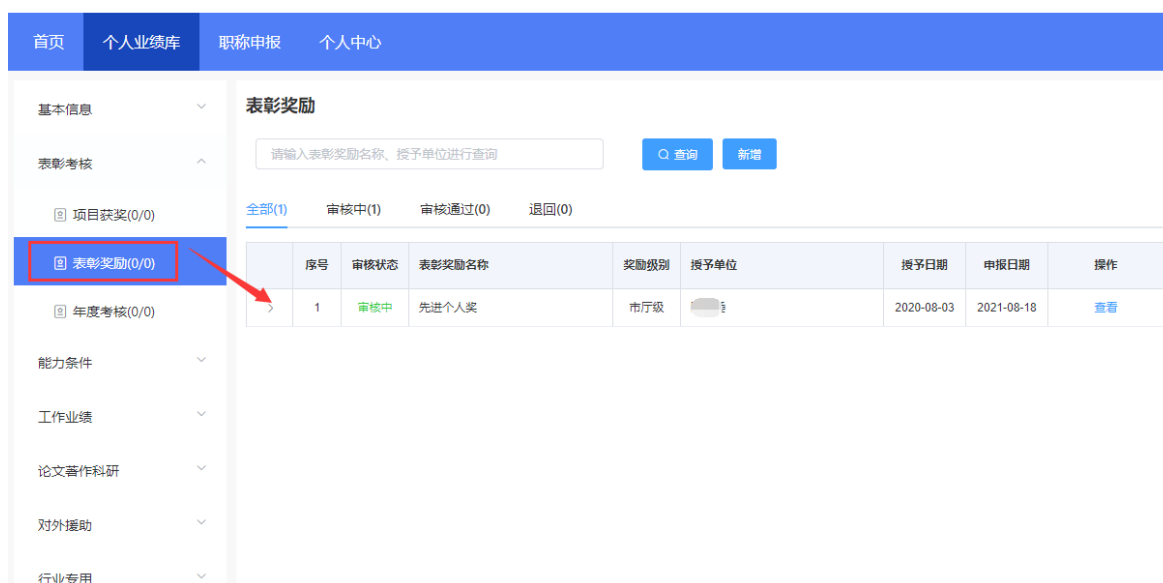 首页 个人业绩库 职称申报 个人中心
基本信息
表彰考核
项目获奖(0/0)
表彰奖励(0/0)
年度考核(0/0)
能力条件
工作业绩
论文著作科研
对外援助
行业专用
表彰奖励
请输入表彰奖励名称、授予单位进行查询 查询 新增
全部(1) 审核中(1) 审核通过(0) 退回(0)
序号 审核状态 表彰奖励名称 奖励级别 授予单位 授予日期 申报日期 操作
1 审核中 先进个人奖 市厅级 2020-08-03 2021-08-18 查看